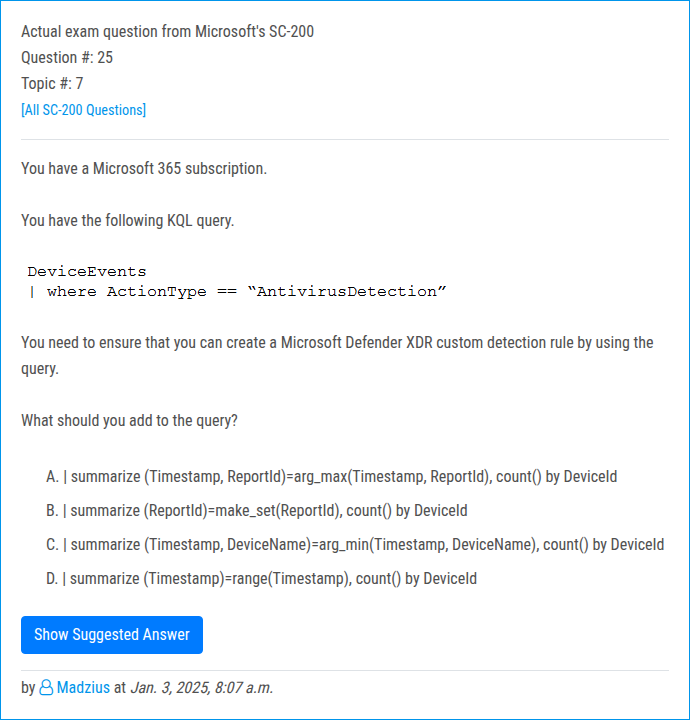 Actual exam question from Microsoft's SC-200
Question #: 25
Topic #: 7
[All SC-200 Questions]
You have a Microsoft 365 subscription.
You have the following KQL query.
DeviceEvents
| where ActionType == “AntivirusDetection”
You need to ensure that you can create a Microsoft Defender XDR custom detection rule by using the
query.
What should you add to the query?
A. | summarize (Timestamp, ReportId)=arg_max(Timestamp, ReportId), count() by DeviceId
B. | summarize (ReportId)=make_set(ReportId), count() by DeviceId
C. | summarize (Timestamp, DeviceName)=arg_min(Timestamp, DeviceName), count() by DeviceId
D. | summarize (Timestamp)=range(Timestamp), count() by DeviceId
Show Suggested Answer
by Madzius at Jan. 3, 2025, 8:07 a.m.